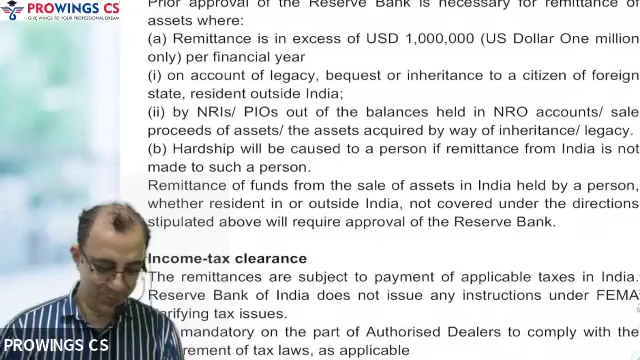 PROWINGS CS
GIVE WINGS TO YOUR PROFESSIONAL DREAM
Prior approval of the Reserve Bank is necessary for remittance of
assets where:
(a) Remittance is in excess of USD 1,000,000 (US Dollar One million
only) per financial year
(i) on account of legacy, bequest or inheritance to a citizen of foreign
state, resident outside India;
(ii) by NRIs/ PIOs out of the balances held in NRO accounts/ sale
proceeds of assets/ the assets acquired by way of inheritance/ legacy.
(b) Hardship will be caused to a person if remittance from India is not
made to such a person.
Remittance of funds from the sale of assets in India held by a person,
whether resident in or outside India, not covered under the directions
stipulated above will require approval of the Reserve Bank.
Income-tax clearance
The remittances are subject to payment of applicable taxes in India.
Reserve Bank of India does not issue any instructions under FEMA
arifying tax issues.
mandatory on the part of Authorised Dealers to comply with the
irement of tax laws, as applicable
PROWINGS CS